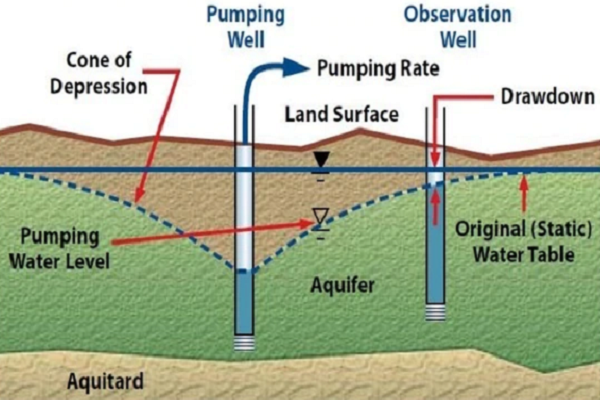 Pumping
Well
Observation
Well
Cone of
Depression
Pumping Rate
Drawdown
Land Surface
Pumping
Water Level
Original (Static)
Water Table
Aquifer
Aquitard